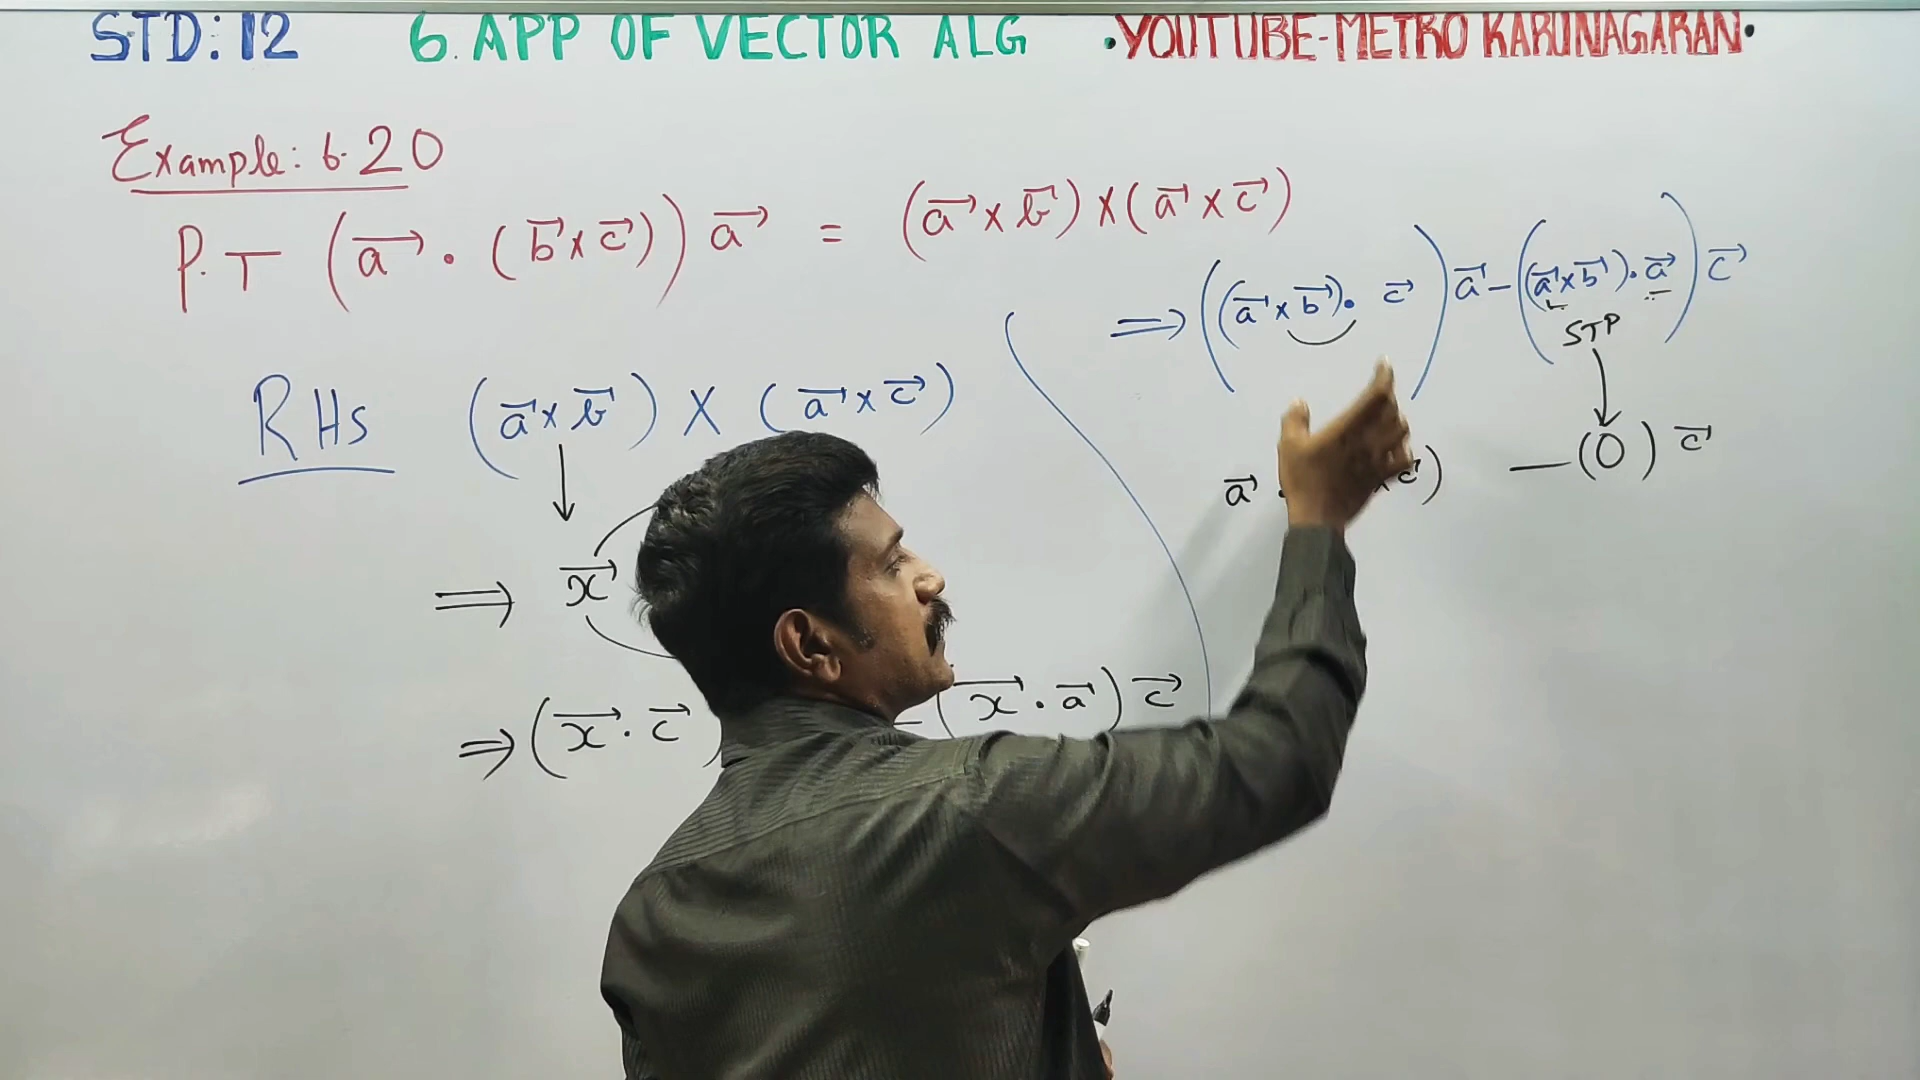 STD: 12 6. APP OF VECTOR ALG •YOUTUBE-METRO KARUNAGARAN•
Example: 6.20
P.T (a⃗ · (b⃗ × c⃗)) a⃗ = (a⃗ × b⃗) × (a⃗ × c⃗)
RHS (a⃗ × b⃗) × (a⃗ × c⃗)
⇒ x⃗
⇒ (x⃗ · c⃗) – (x⃗ · a⃗) c⃗
⇒ ((a⃗ × b⃗) · c⃗) a⃗ – ((a⃗ × b⃗) · a⃗) c⃗
STP
a⃗ · × c⃗) – (0) c⃗